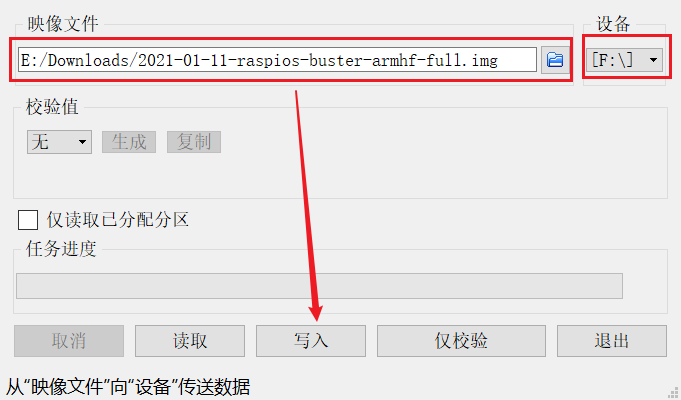 映像文件
设备
E:/Downloads/2021-01-11-raspios-buster-armhf-full.img
[F:\]
校验值
无 生成 复制
仅读取已分配分区
任务进度
取消 读取 写入 仅校验 退出
从“映像文件”向“设备”传送数据